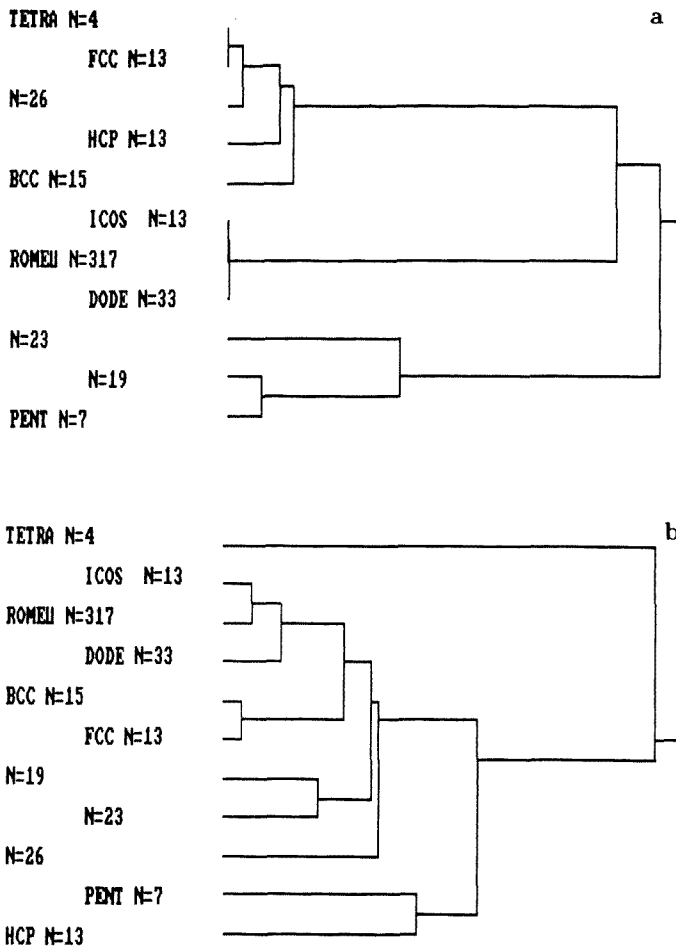 TETRA N=4
a
FCC N=13
N=26
HCP N=13
BCC N=15
ICOS N=13
ROMEU N=317
DODE N=33
N=23
N=19
PENT N=7
TETRA N=4
b
ICOS N=13
ROMEU N=317
DODE N=33
BCC N=15
FCC N=13
N=19
N=23
N=26
PENT N=7
HCP N=13